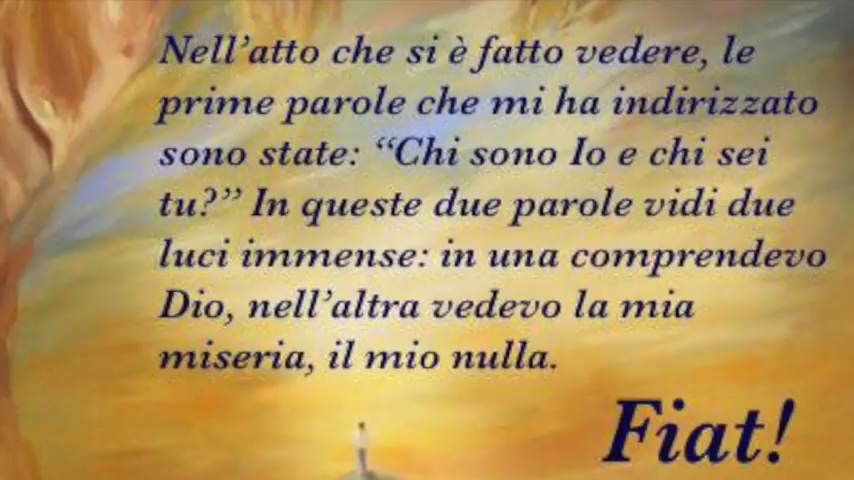 Nell’atto che si è fatto vedere, le
prime parole che mi ha indirizzato
sono state: “Chi sono Io e chi sei
tu?” In queste due parole vidi due
luci immense: in una comprendevo
Dio, nell’altra vedevo la mia
miseria, il mio nulla.
Fiat!